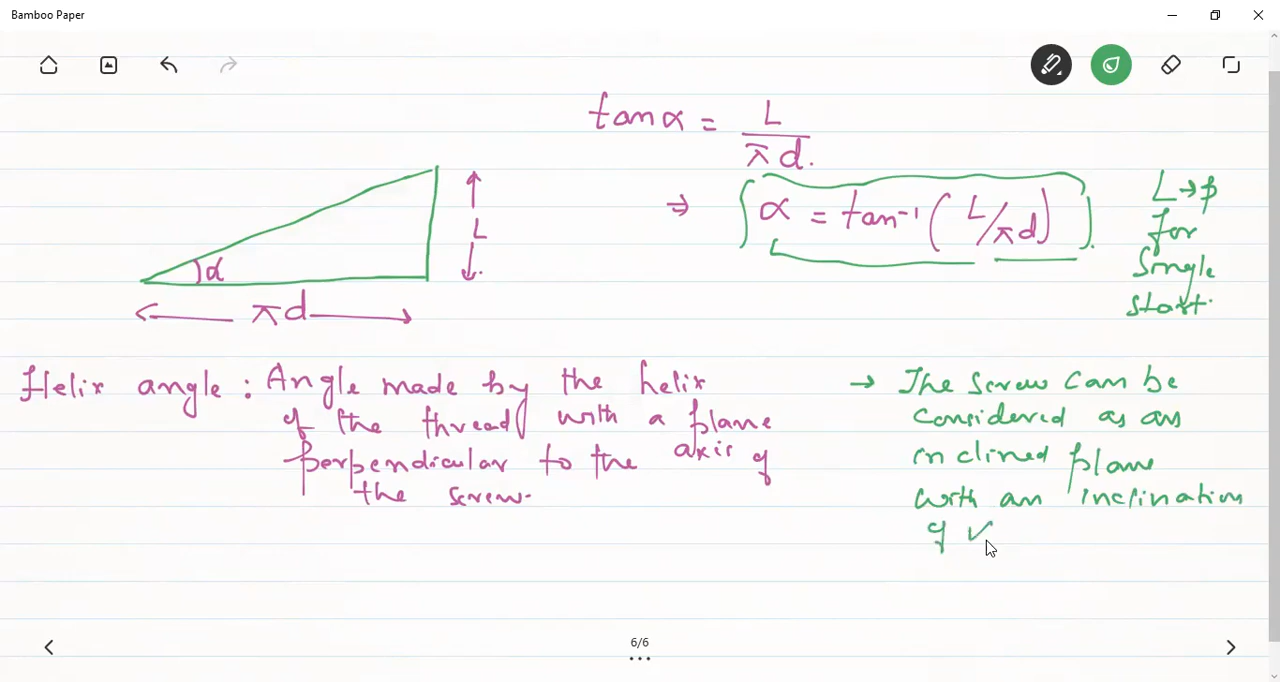 Bamboo Paper
tan α = L / π d.
⇒ α = tan⁻¹ ( L/πd ).
L → p
for
single
start.
α
L
π d
Helix angle : Angle made by the helix
of the thread with a plane
perpendicular to the axis of
the screw.
→ The screw can be
considered as an
inclined plane
with an inclination
of
6/6